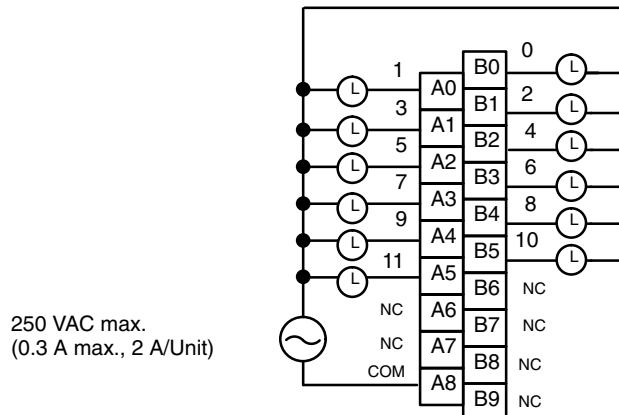 0
B0 L
1
L A0
2
B1 L
3
L A1
4
B2 L
5
L A2
6
B3 L
7
L A3
8
B4 L
9
L A4
10
B5 L
11
L A5
B6 NC
NC A6
B7 NC
NC A7
B8 NC
COM A8
B9 NC
250 VAC max.
(0.3 A max., 2 A/Unit)